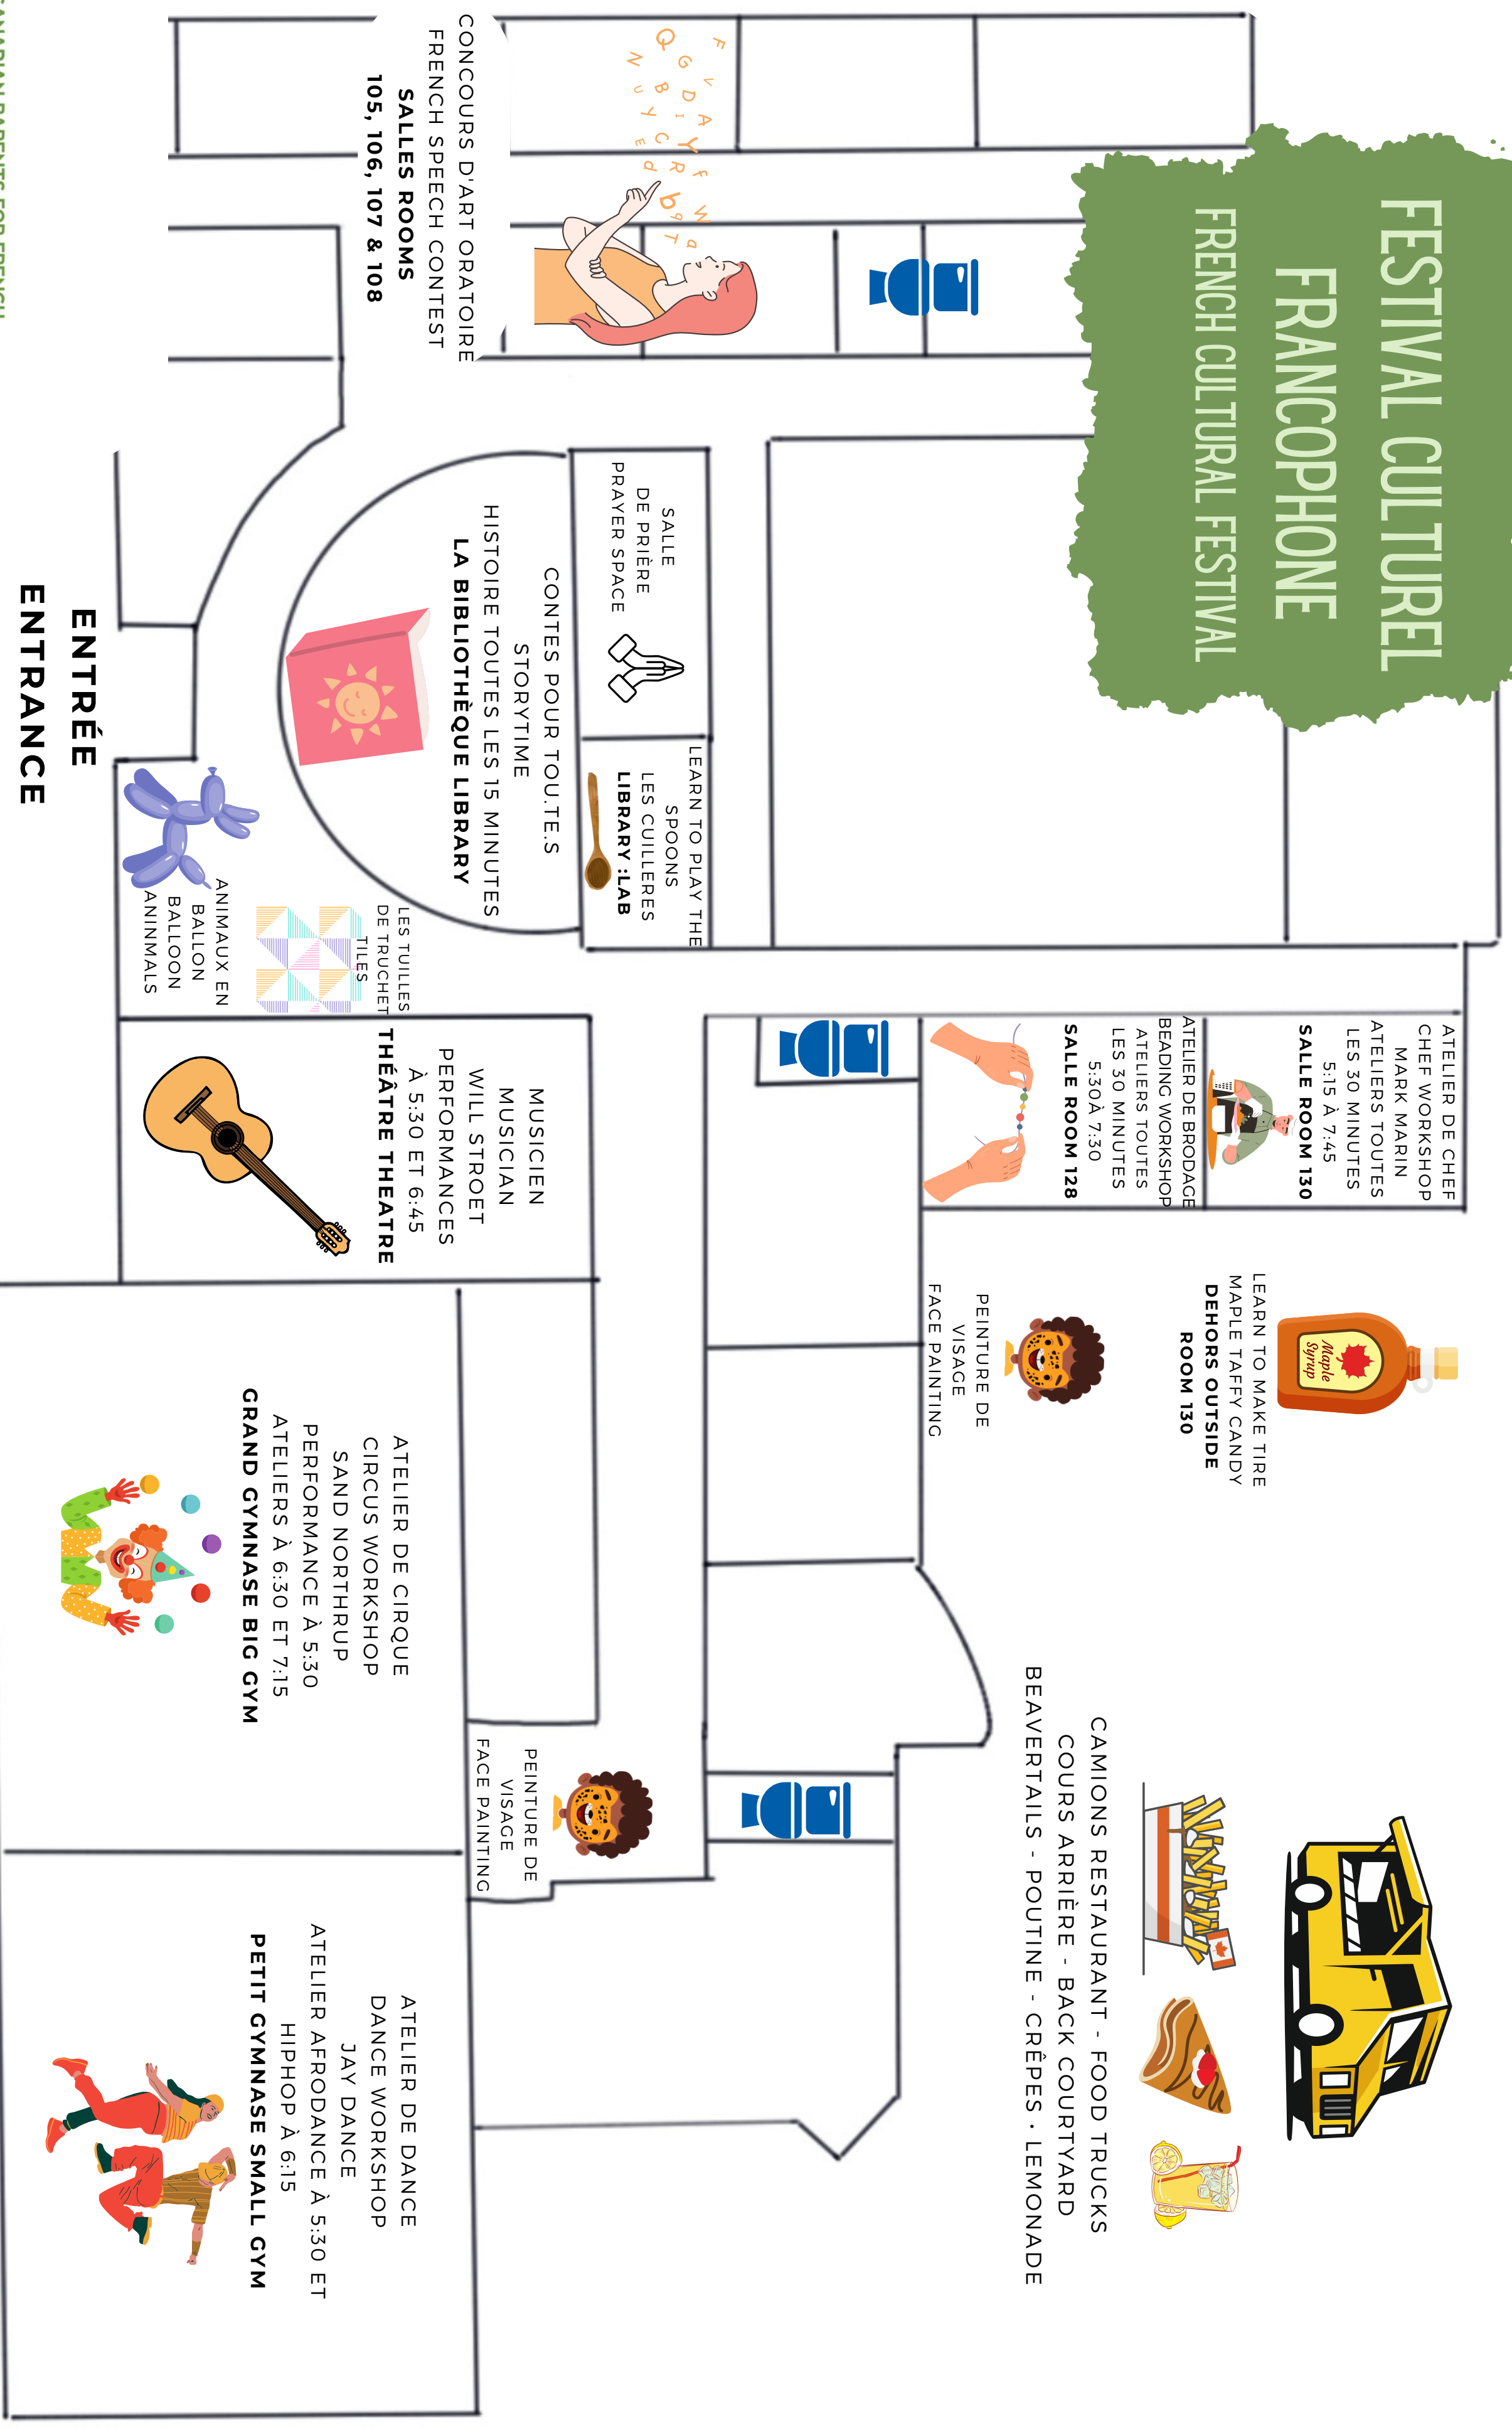 FESTIVAL CULTUREL
FRANCOPHONE
FRENCH CULTURAL FESTIVAL
ATELIER DE CHEF
CHEF WORKSHOP
MARK MARIN
ATELIERS TOUTES
LES 30 MINUTES
5:15 À 7:45
SALLE ROOM 130
ATELIER DE BRODAGE
BEADING WORKSHOP
ATELIERS TOUTES
LES 30 MINUTES
5:30À 7:30
SALLE ROOM 128
Maple
Syrup
LEARN TO MAKE TIRE
MAPLE TAFFY CANDY
DEHORS OUTSIDE
ROOM 130
PEINTURE DE
VISAGE
FACE PAINTING
CAMIONS RESTAURANT - FOOD TRUCKS
COURS ARRIÈRE - BACK COURTYARD
BEAVERTAILS - POUTINE - CRÊPES • LEMONADE
F
V
A
W
Q
G
D
I
Y
R
F
N
B
U
Y
C
E
d
b
q
a
T
CONCOURS D'ART ORATOIRE
FRENCH SPEECH CONTEST
SALLES ROOMS
105, 106, 107 & 108
SALLE
DE PRIÈRE
PRAYER SPACE
LEARN TO PLAY THE
SPOONS
LES CUILLERES
LIBRARY :LAB
CONTES POUR TOU.TE.S
STORYTIME
HISTOIRE TOUTES LES 15 MINUTES
LA BIBLIOTHÈQUE LIBRARY
MUSICIEN
MUSICIAN
WILL STROET
PERFORMANCES
À 5:30 ET 6:45
THÉÂTRE THEATRE
PEINTURE DE
VISAGE
FACE PAINTING
LES TUILLES
DE TRUCHET
TILES
ANIMAUX EN
BALLON
BALLOON
ANINMALS
ATELIER DE CIRQUE
CIRCUS WORKSHOP
SAND NORTHRUP
PERFORMANCE À 5:30
ATELIERS À 6:30 ET 7:15
GRAND GYMNASE BIG GYM
ATELIER DE DANCE
DANCE WORKSHOP
JAY DANCE
ATELIER AFRODANCE À 5:30 ET
HIPHOP À 6:15
PETIT GYMNASE SMALL GYM
ENTRÉE
ENTRANCE